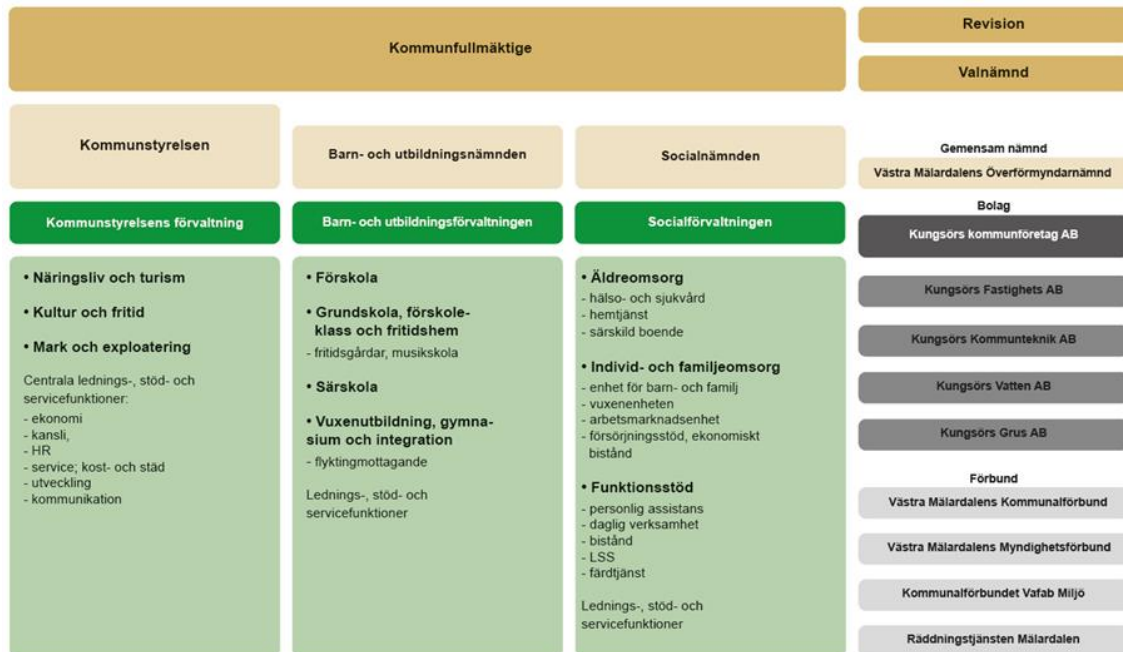 Kommunfullmäktige
Revision
Valnämnd
Kommunstyrelsen
Barn- och utbildningsnämnden
Socialnämnden
Gemensam nämnd
Västra Mälardalens Överförmyndarnämnd
Kommunstyrelsens förvaltning
Barn- och utbildningsförvaltningen
Socialförvaltningen
• Näringsliv och turism
• Kultur och fritid
• Mark och exploatering
Centrala lednings-, stöd- och
servicefunktioner:
- ekonomi
- kansli,
- HR
- service; kost- och städ
- utveckling
- kommunikation
• Förskola
• Grundskola, förskole-
klass och fritidshem
- fritidsgårdar, musikskola
• Särskola
• Vuxenutbildning, gymna-
sium och integration
- flyktingmottagande
Lednings-, stöd- och
servicefunktioner
• Äldreomsorg
- hälso- och sjukvård
- hemtjänst
- särskild boende
• Individ- och familjeomsorg
- enhet för barn- och familj
- vuxenenheten
- arbetsmarknadsenhet
- försörjningsstöd, ekonomiskt
bistånd
• Funktionsstöd
- personlig assistans
- daglig verksamhet
- bistånd
- LSS
- färdtjänst
Lednings-, stöd- och
servicefunktioner
Bolag
Kungsörs kommunföretag AB
Kungsörs Fastighets AB
Kungsörs Kommunteknik AB
Kungsörs Vatten AB
Kungsörs Grus AB
Förbund
Västra Mälardalens Kommunalförbund
Västra Mälardalens Myndighetsförbund
Kommunalförbundet Vafab Miljö
Räddningstjänsten Mälardalen